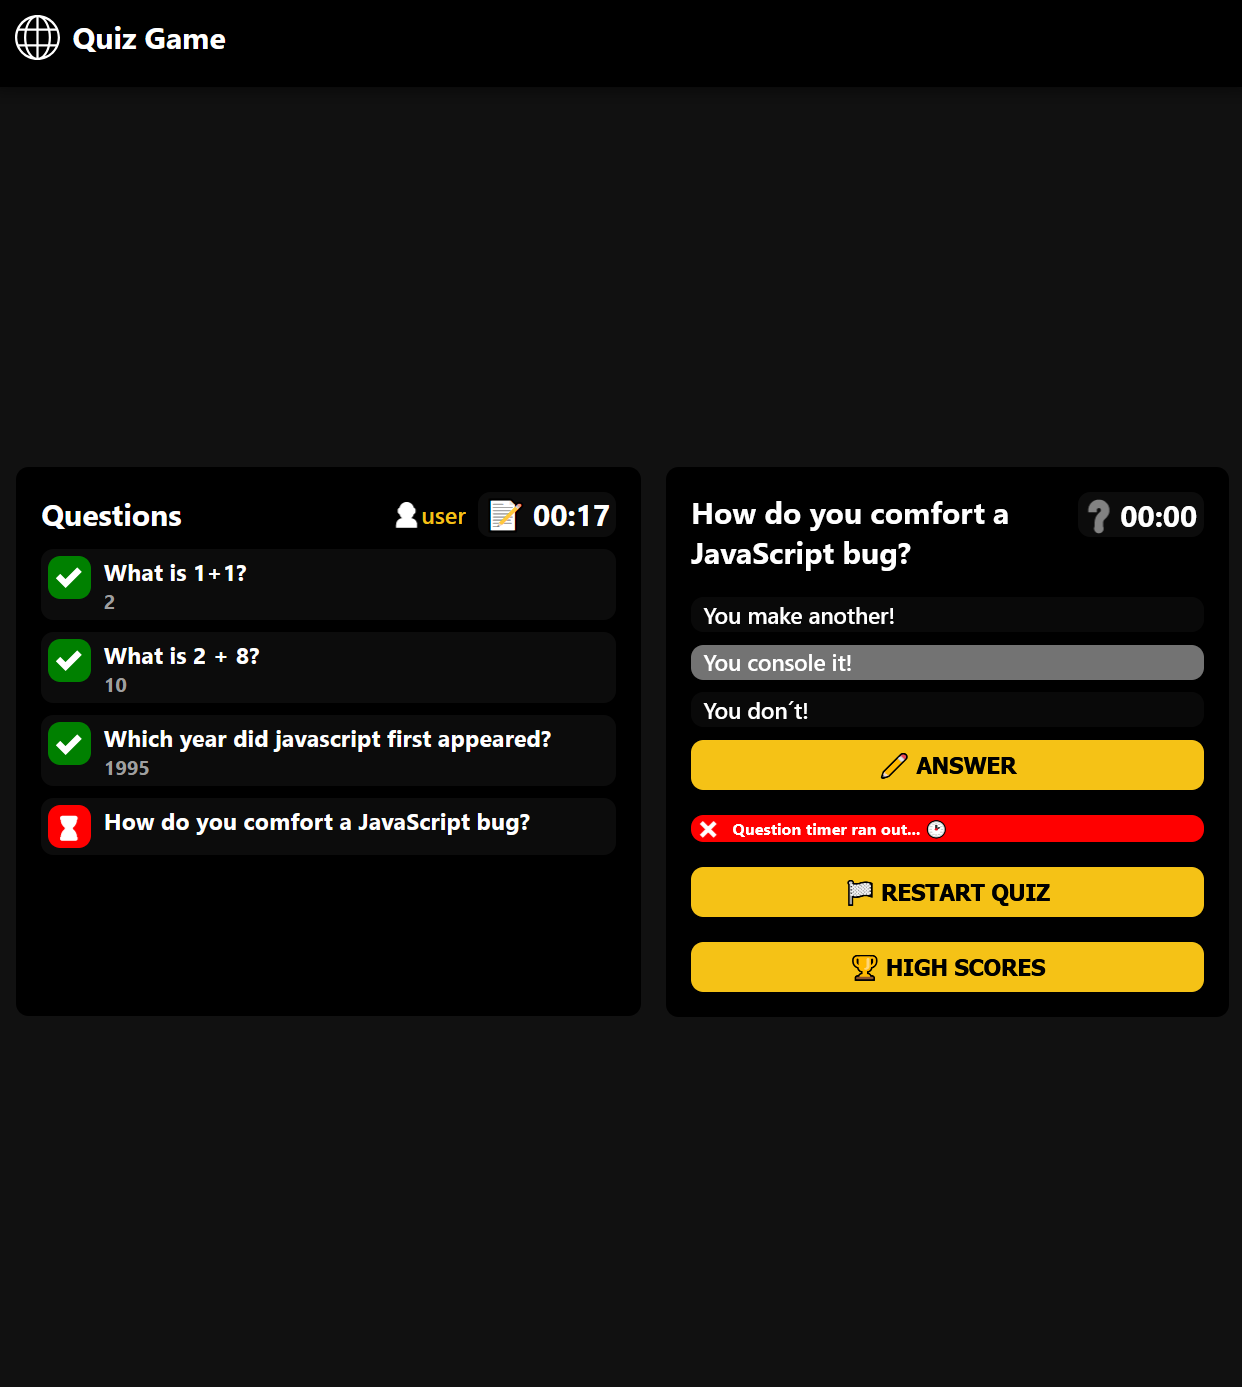 Quiz Game
Questions
user
00:17
What is 1+1?
2
What is 2 + 8?
10
Which year did javascript first appeared?
1995
How do you comfort a JavaScript bug?
How do you comfort a
JavaScript bug?
00:00
You make another!
You console it!
You don´t!
ANSWER
Question timer ran out...
RESTART QUIZ
HIGH SCORES